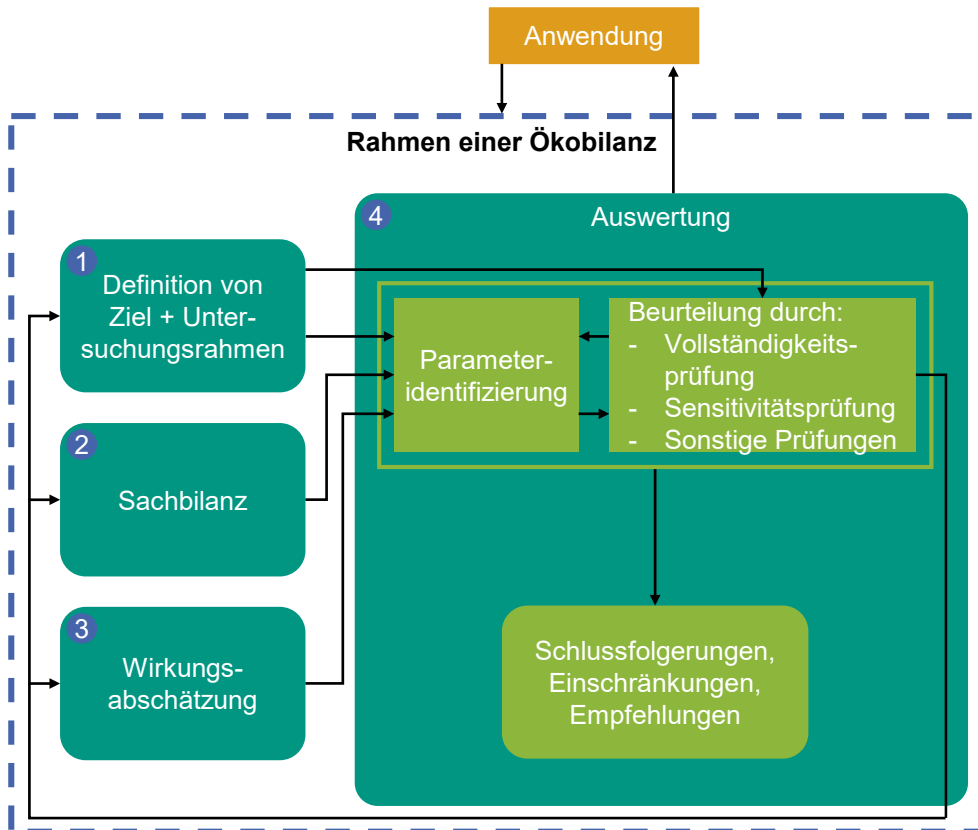 Anwendung
Rahmen einer Ökobilanz
4
Auswertung
1
Definition von
Ziel + Unter-
suchungsrahmen
Parameter-
identifizierung
Beurteilung durch:
- Vollständigkeits-
prüfung
- Sensitivitätsprüfung
- Sonstige Prüfungen
2
Sachbilanz
3
Wirkungs-
abschätzung
Schlussfolgerungen,
Einschränkungen,
Empfehlungen